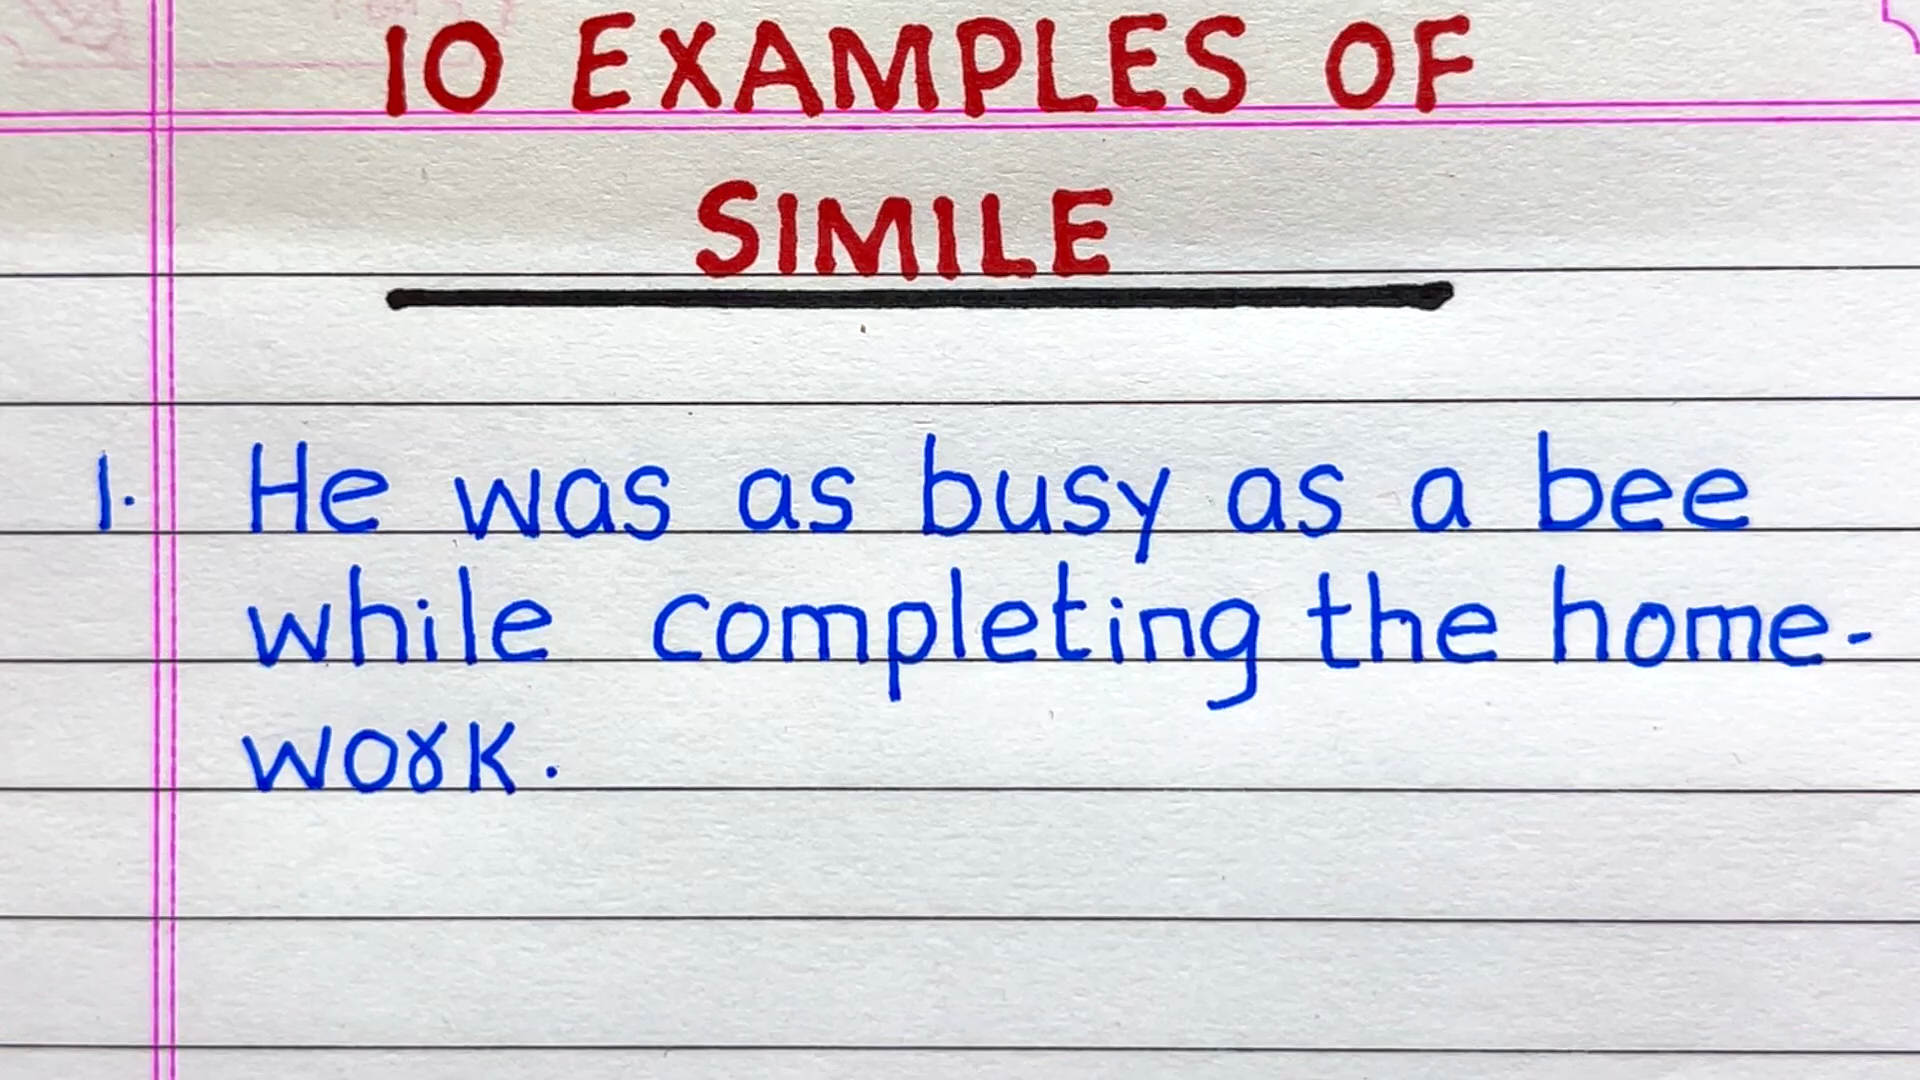 10 EXAMPLES OF
SIMILE
1. He was as busy as a bee
while completing the home-
work.